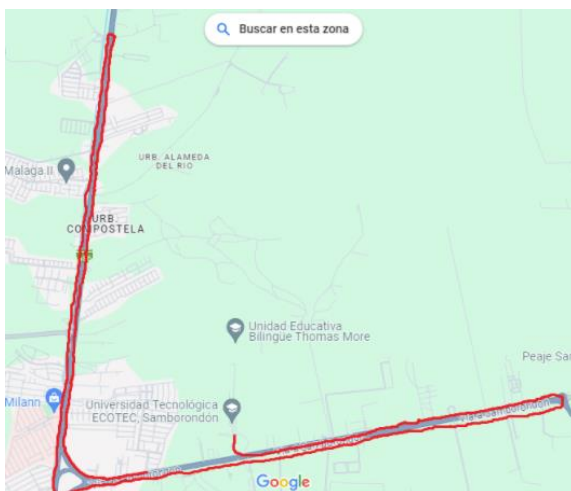 Buscar en esta zona
URB. ALAMEDA
DEL RIO
Malaga II
URB.
COMPOSTELA
Unidad Educativa
Bilingüe Thomas More
Peaje Sa
Milann
Universidad Tecnológica
ECOTEC, Samborondón
Google